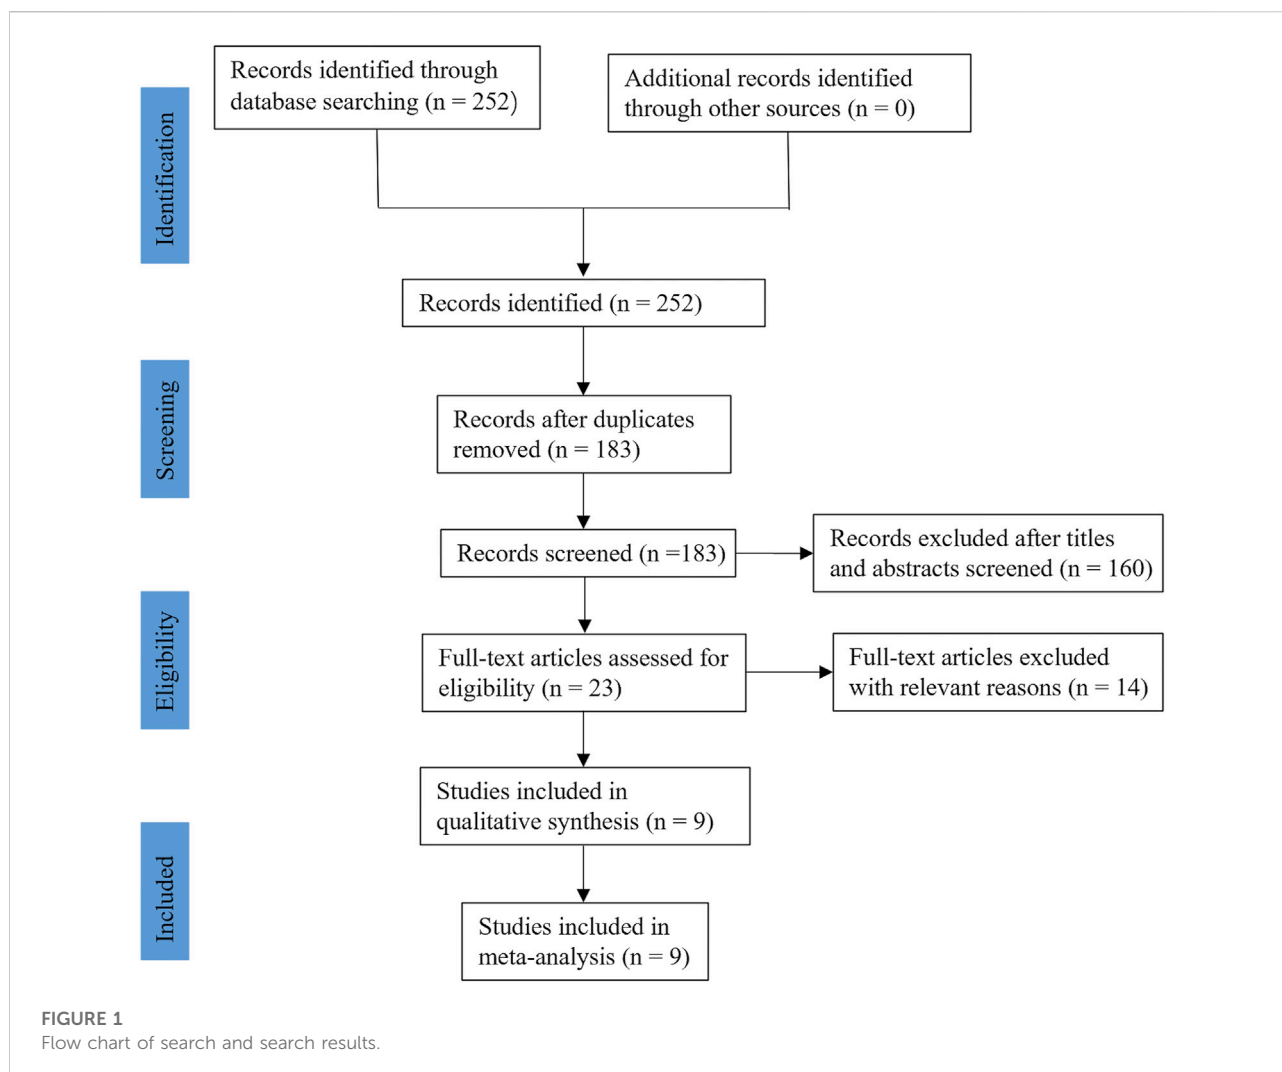 Identification
Records identified through
database searching (n = 252)
Additional records identified
through other sources (n = 0)
Records identified (n = 252)
Screening
Records after duplicates
removed (n = 183)
Records screened (n =183)
Records excluded after titles
and abstracts screened (n = 160)
Eligibility
Full-text articles assessed for
eligibility (n = 23)
Full-text articles excluded
with relevant reasons (n = 14)
Studies included in
qualitative synthesis (n = 9)
Included
Studies included in
meta-analysis (n = 9)
FIGURE 1
Flow chart of search and search results.